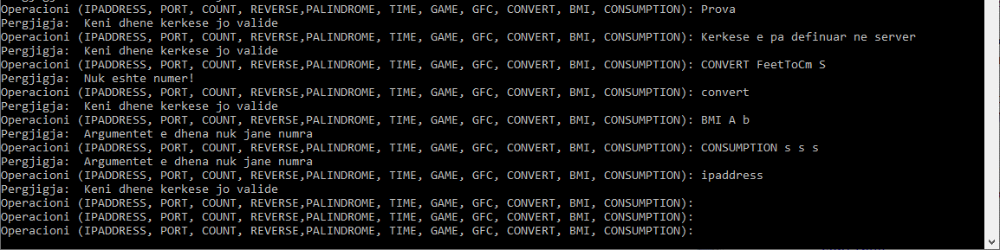 Pergjigja:  Keni dhene kerkese jo valide
Operacioni (IPADDRESS, PORT, COUNT, REVERSE,PALINDROME, TIME, GAME, GFC, CONVERT, BMI, CONSUMPTION): Prova
Pergjigja:  Keni dhene kerkese jo valide
Operacioni (IPADDRESS, PORT, COUNT, REVERSE,PALINDROME, TIME, GAME, GFC, CONVERT, BMI, CONSUMPTION): Kerkese e pa definuar ne server
Pergjigja:  Keni dhene kerkese jo valide
Operacioni (IPADDRESS, PORT, COUNT, REVERSE,PALINDROME, TIME, GAME, GFC, CONVERT, BMI, CONSUMPTION): CONVERT FeetToCm S
Pergjigja:  Nuk eshte numer!
Operacioni (IPADDRESS, PORT, COUNT, REVERSE,PALINDROME, TIME, GAME, GFC, CONVERT, BMI, CONSUMPTION): convert
Pergjigja:  Keni dhene kerkese jo valide
Operacioni (IPADDRESS, PORT, COUNT, REVERSE,PALINDROME, TIME, GAME, GFC, CONVERT, BMI, CONSUMPTION): BMI A b
Pergjigja:  Argumentet e dhena nuk jane numra
Operacioni (IPADDRESS, PORT, COUNT, REVERSE,PALINDROME, TIME, GAME, GFC, CONVERT, BMI, CONSUMPTION): CONSUMPTION s s s
Pergjigja:  Argumentet e dhena nuk jane numra
Operacioni (IPADDRESS, PORT, COUNT, REVERSE,PALINDROME, TIME, GAME, GFC, CONVERT, BMI, CONSUMPTION): ipaddress
Pergjigja:  Keni dhene kerkese jo valide
Operacioni (IPADDRESS, PORT, COUNT, REVERSE,PALINDROME, TIME, GAME, GFC, CONVERT, BMI, CONSUMPTION):
Operacioni (IPADDRESS, PORT, COUNT, REVERSE,PALINDROME, TIME, GAME, GFC, CONVERT, BMI, CONSUMPTION):
Operacioni (IPADDRESS, PORT, COUNT, REVERSE,PALINDROME, TIME, GAME, GFC, CONVERT, BMI, CONSUMPTION):